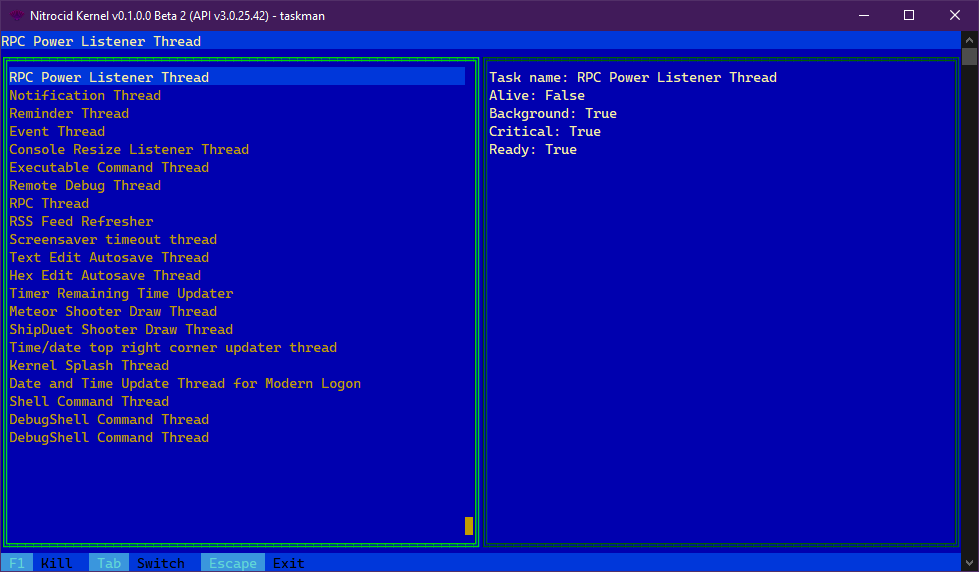 Nitrocid Kernel v0.1.0.0 Beta 2 (API v3.0.25.42) - taskman
RPC Power Listener Thread
RPC Power Listener Thread
Notification Thread
Reminder Thread
Event Thread
Console Resize Listener Thread
Executable Command Thread
Remote Debug Thread
RPC Thread
RSS Feed Refresher
Screensaver timeout thread
Text Edit Autosave Thread
Hex Edit Autosave Thread
Timer Remaining Time Updater
Meteor Shooter Draw Thread
ShipDuet Shooter Draw Thread
Time/date top right corner updater thread
Kernel Splash Thread
Date and Time Update Thread for Modern Logon
Shell Command Thread
DebugShell Command Thread
DebugShell Command Thread
Task name: RPC Power Listener Thread
Alive: False
Background: True
Critical: True
Ready: True
F1 Kill Tab Switch Escape Exit